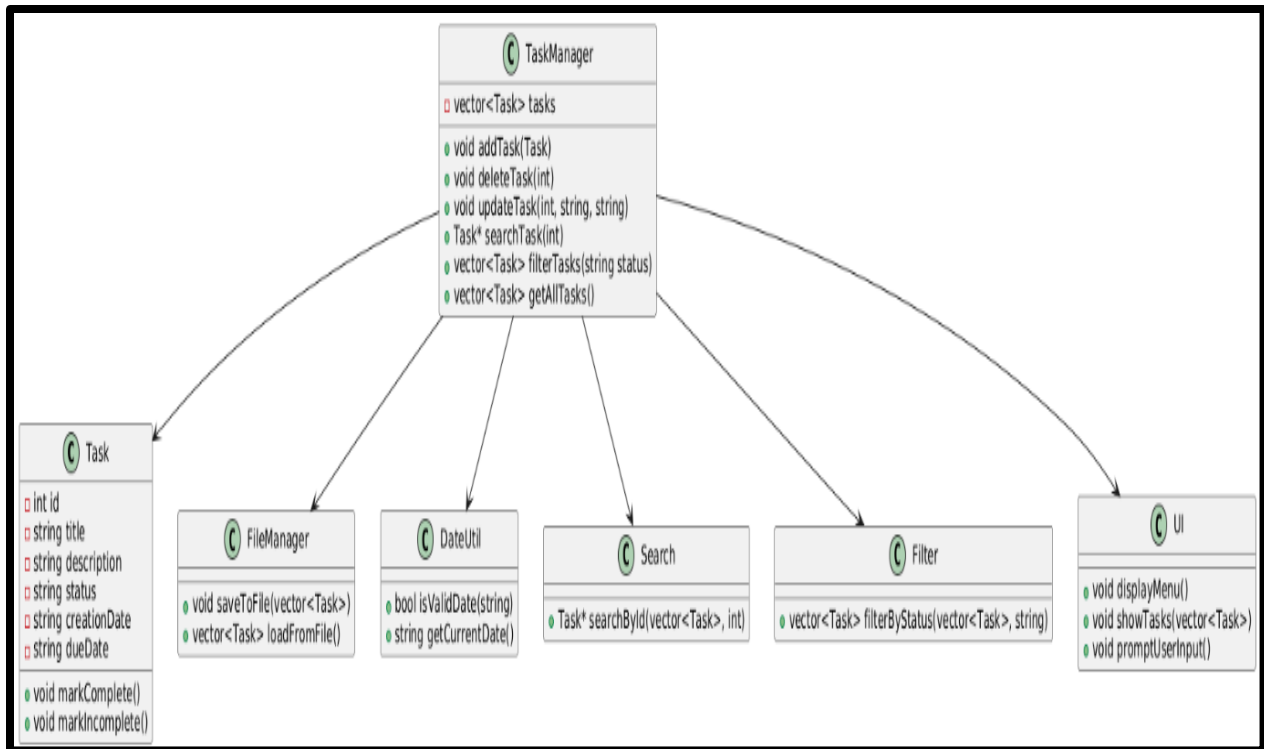 C TaskManager
vector<Task> tasks
void addTask(Task)
void deleteTask(int)
void updateTask(int, string, string)
Task* searchTask(int)
vector<Task> filterTasks(string status)
vector<Task> getAllTasks()
C Task
int id
string title
string description
string status
string creationDate
string dueDate
void markComplete()
void markIncomplete()
C FileManager
void saveToFile(vector<Task>)
vector<Task> loadFromFile()
C DateUtil
bool isValidDate(string)
string getCurrentDate()
C Search
Task* searchById(vector<Task>, int)
C Filter
vector<Task> filterByStatus(vector<Task>, string)
C UI
void displayMenu()
void showTasks(vector<Task>)
void promptUserInput()